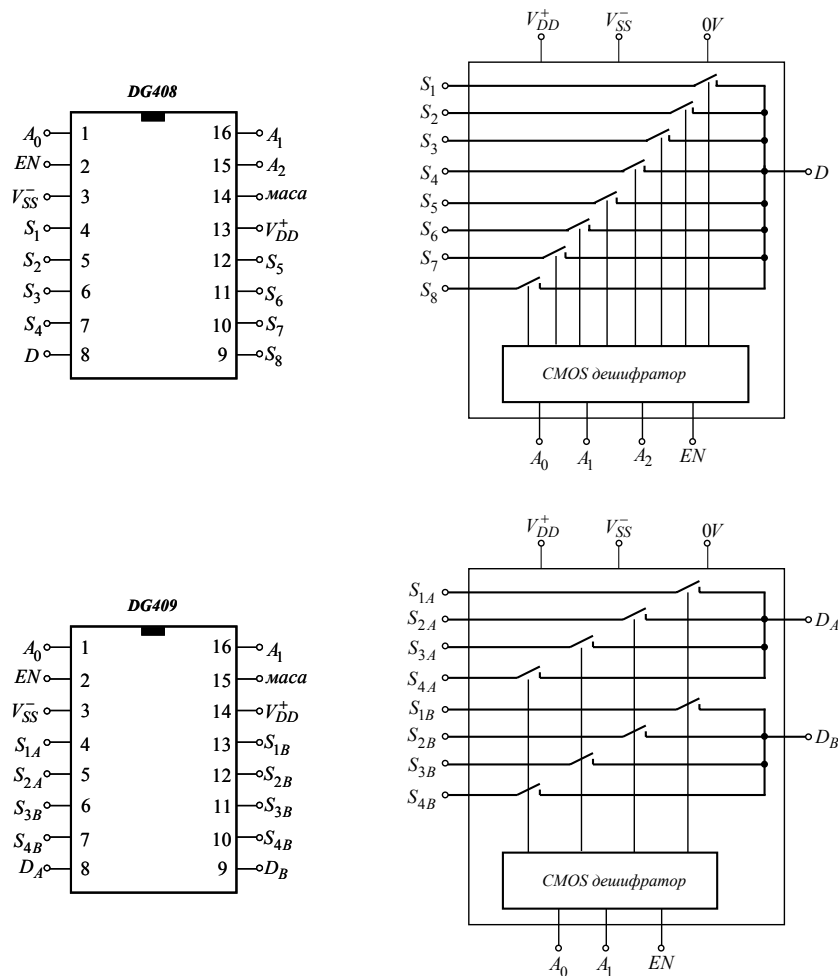 DG408
A₀ 1 16 A₁
EN 2 15 A₂
V⁻SS 3 14 маса
S₁ 4 13 V⁺DD
S₂ 5 12 S₅
S₃ 6 11 S₆
S₄ 7 10 S₇
D 8 9 S₈
V⁺DD V⁻SS 0V
S₁
S₂
S₃
S₄ D
S₅
S₆
S₇
S₈
CMOS дешифратор
A₀ A₁ A₂ EN
DG409
A₀ 1 16 A₁
EN 2 15 маса
V⁻SS 3 14 V⁺DD
S₁A 4 13 S₁B
S₂A 5 12 S₂B
S₃B 6 11 S₃B
S₄B 7 10 S₄B
DA 8 9 DB
V⁺DD V⁻SS 0V
S₁A
S₂A DA
S₃A
S₄A
S₁B
S₂B DB
S₃B
S₄B
CMOS дешифратор
A₀ A₁ EN